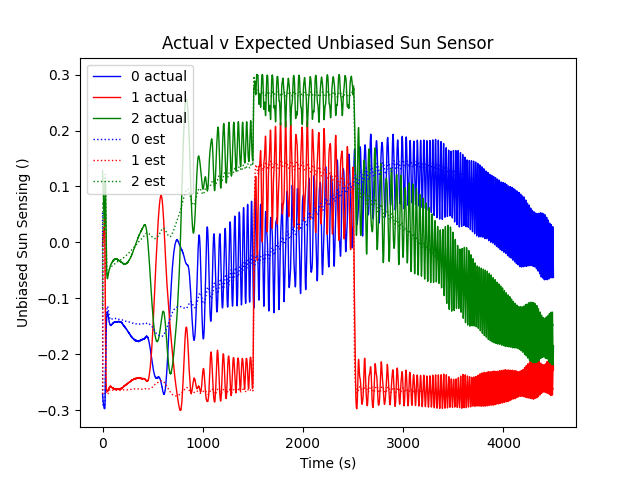 Actual v Expected Unbiased Sun Sensor
0.3
0.2
0.1
0.0
−0.1
−0.2
−0.3
Unbiased Sun Sensing ()
0 actual
1 actual
2 actual
0 est
1 est
2 est
0
1000
2000
3000
4000
Time (s)